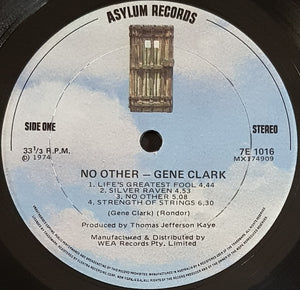 ASYLUM RECORDS
SIDE ONE
STEREO
33 1/3 R.P.M.
℗ 1974
7E 1016
MX174909
NO OTHER – GENE CLARK
1. LIFE'S GREATEST FOOL 4.44
2. SILVER RAVEN 4.53
3. NO OTHER 5.08
4. STRENGTH OF STRINGS 6:30
(Gene Clark) (Rondor)
Produced by Thomas Jefferson Kaye
Manufactured & Distributed by
WEA Records Pty. Limited